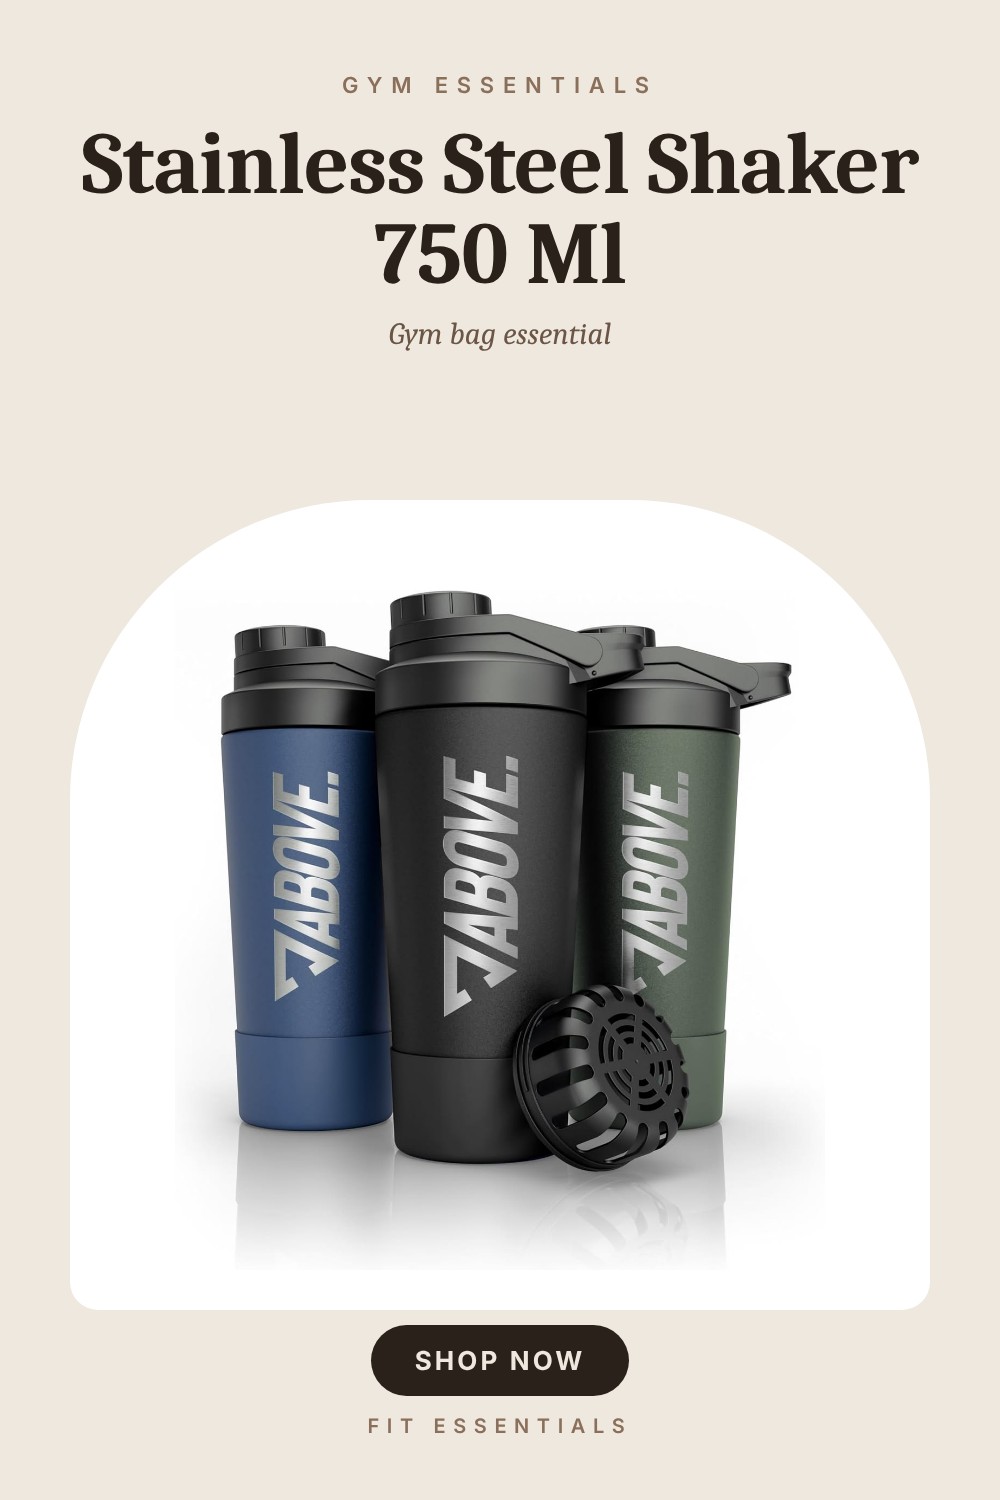 GYM ESSENTIALS
Stainless Steel Shaker
750 Ml
Gym bag essential
ABOVE.
ABOVE.
ABOVE.
SHOP NOW
FIT ESSENTIALS